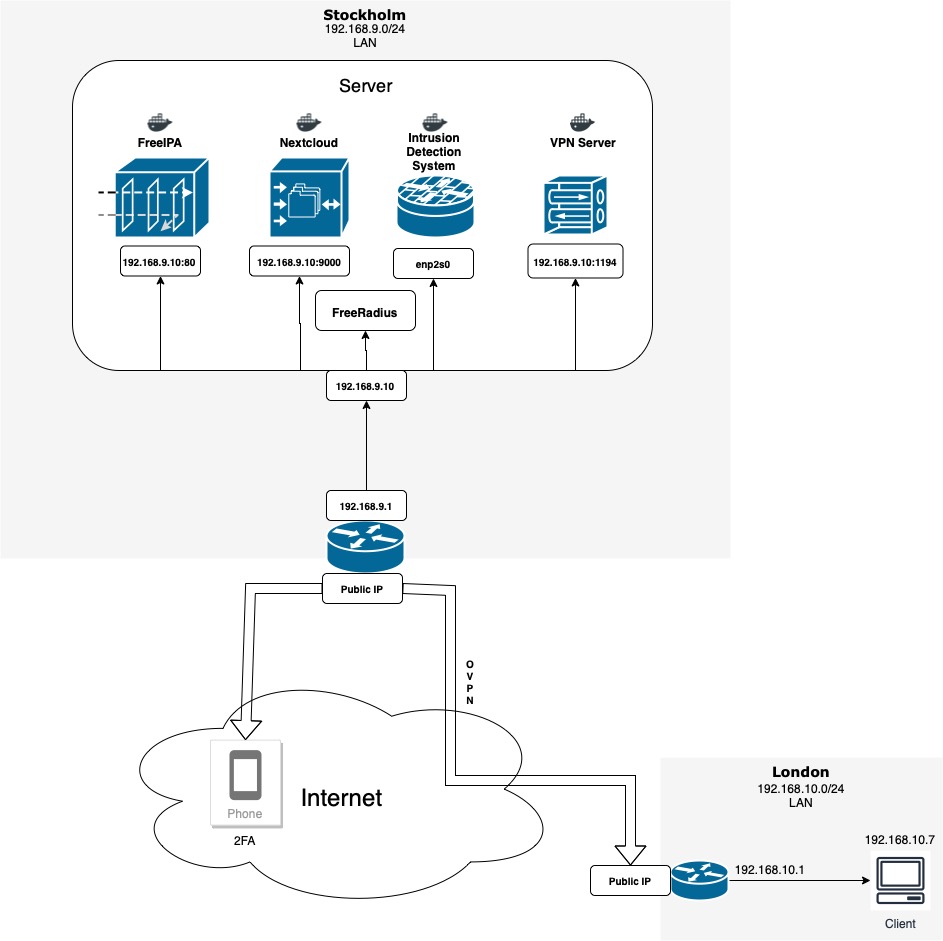 Stockholm
192.168.9.0/24
LAN
Server
FreeIPA
Nextcloud
Intrusion
Detection
System
VPN Server
192.168.9.10:80
192.168.9.10:9000
enp2s0
192.168.9.10:1194
FreeRadius
192.168.9.10
192.168.9.1
Public IP
O
V
P
N
Phone
2FA
Internet
London
192.168.10.0/24
LAN
192.168.10.7
Public IP
192.168.10.1
Client